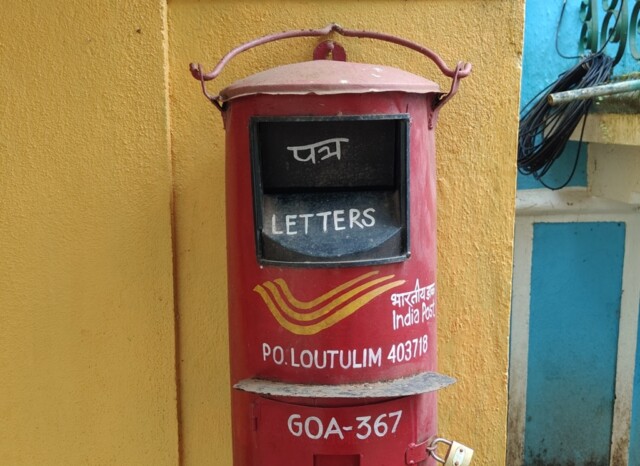 पत्र
LETTERS
भारतीय डाक
India Post
PO. LOUTULIM 403718
GOA-367